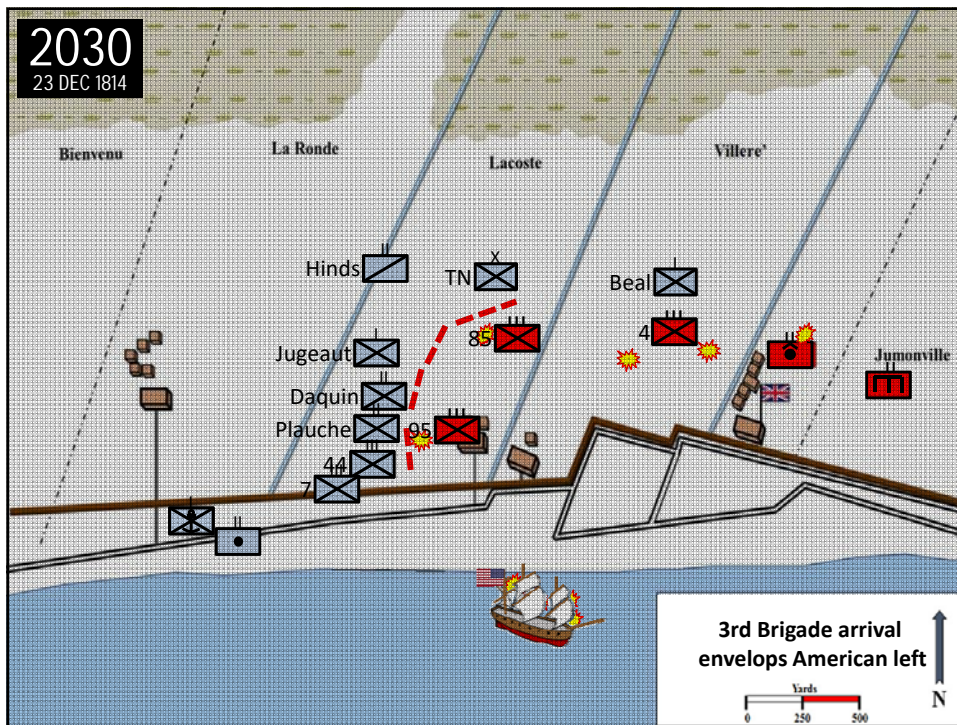 2030
23 DEC 1814
Bienvenu
La Ronde
Lacoste
Villere'
Hinds
TN
X
Beal
85
4
Jugeaut
Jumonville
Daquin
Plauche
95
44
7
3rd Brigade arrival
envelops American left
Yards
0 250 500
N